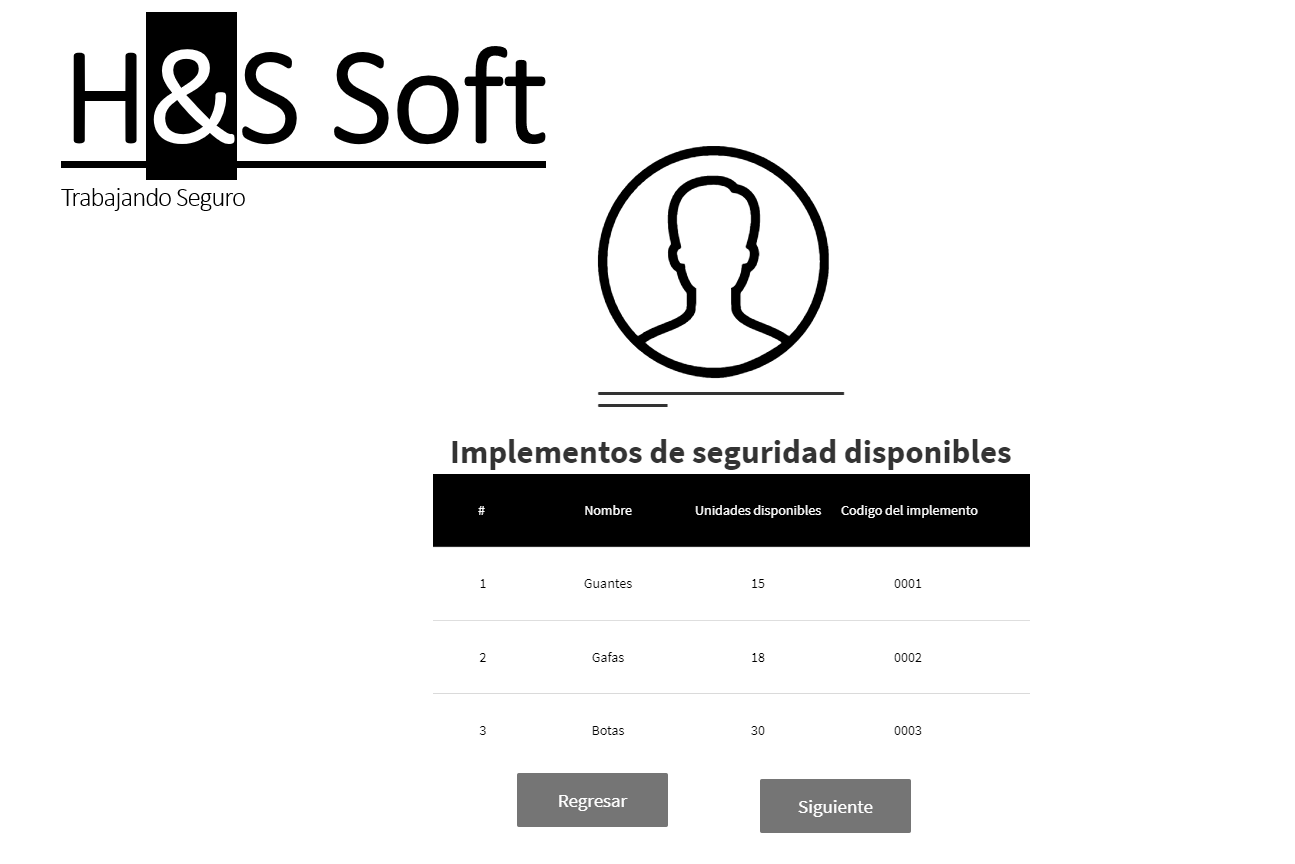 H&S Soft
Trabajando Seguro
Implementos de seguridad disponibles
# Nombre Unidades disponibles Codigo del implemento
1 Guantes 15 0001
2 Gafas 18 0002
3 Botas 30 0003
Regresar Siguiente